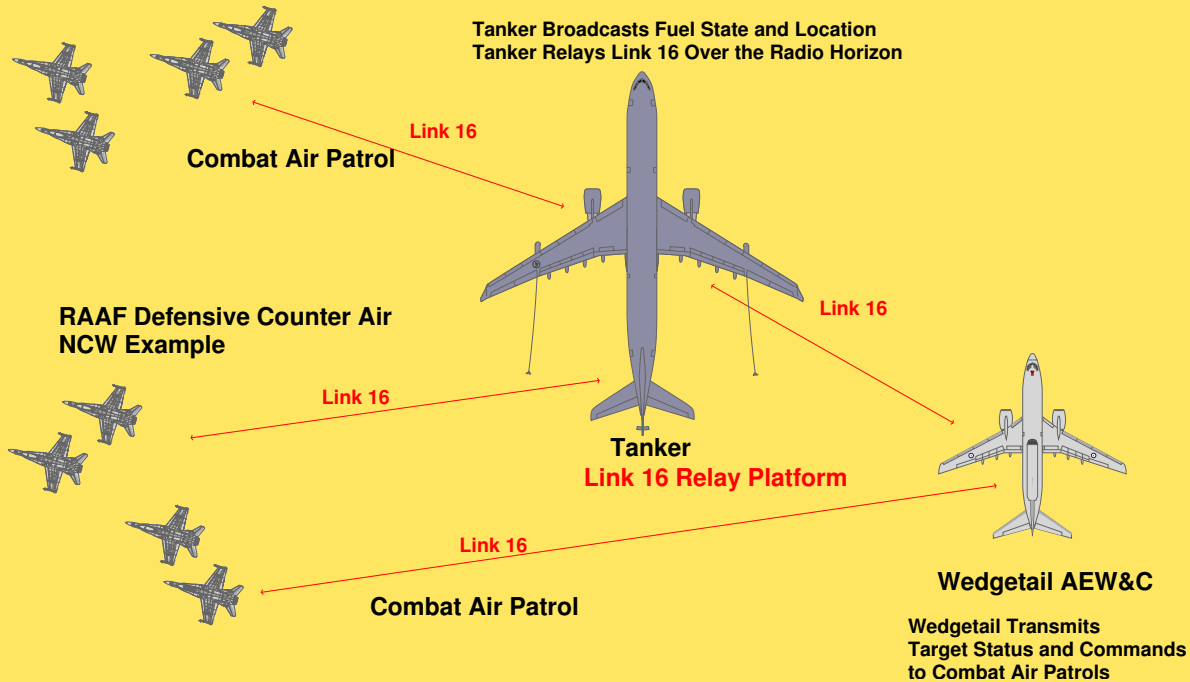 Tanker Broadcasts Fuel State and Location
Tanker Relays Link 16 Over the Radio Horizon
Link 16
Combat Air Patrol
Link 16
RAAF Defensive Counter Air
NCW Example
Link 16
Tanker
Link 16 Relay Platform
Link 16
Combat Air Patrol
Wedgetail AEW&C
Wedgetail Transmits
Target Status and Commands
to Combat Air Patrols